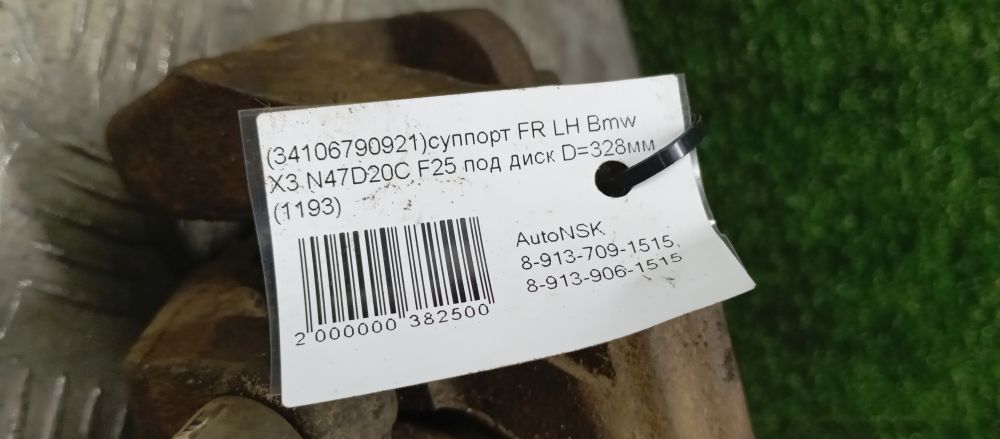 (34106790921)суппорт FR LH Bmw
X3 N47D20C F25 под диск D=328мм
(1193)
AutoNSK
8-913-709-1515,
8-913-906-1515
2 000000 382500